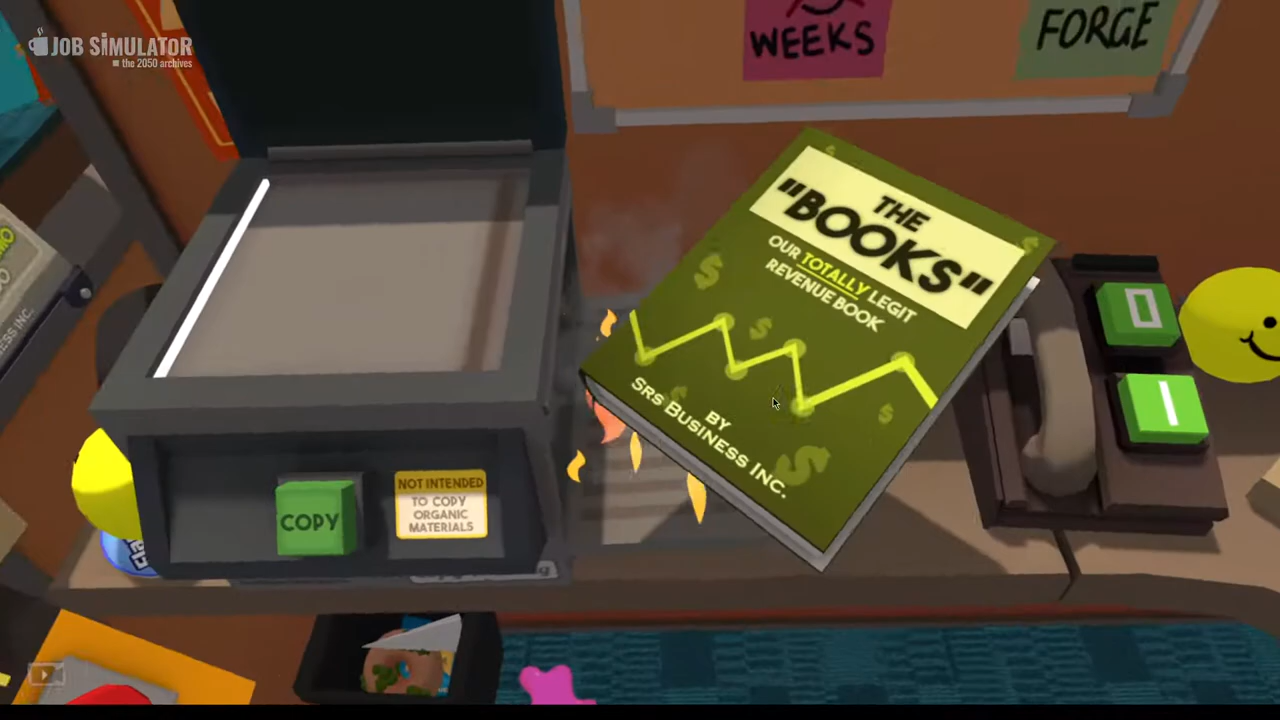 JOB SIMULATOR
the 2050 archives
WEEKS
FORGE
THE
"BOOKS"
OUR TOTALLY LEGIT
REVENUE BOOK
BY
SRS BUSINESS INC.
0
1
COPY
NOT INTENDED
TO COPY
ORGANIC
MATERIALS